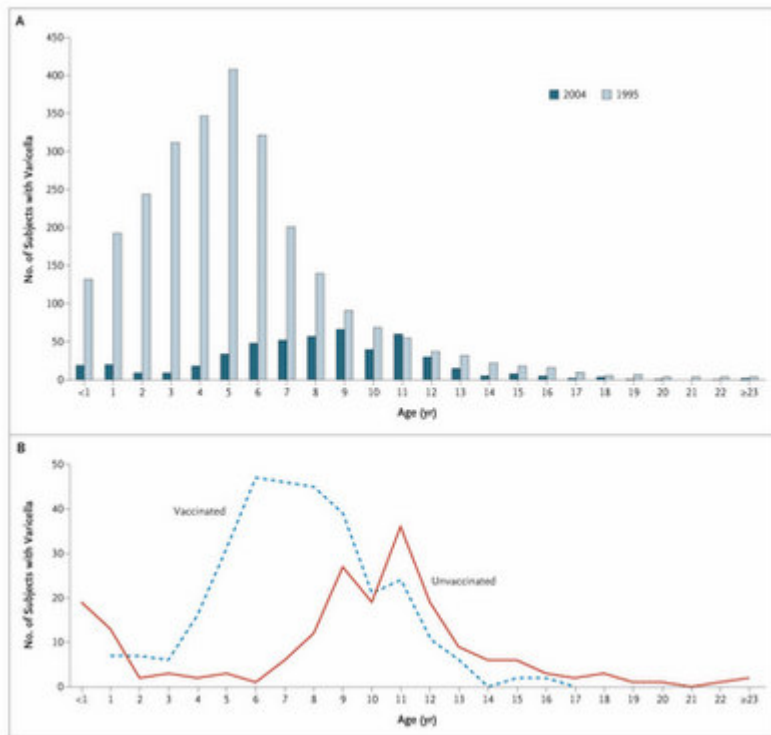 A
450
400
350
300
250
200
150
100
50
0
No. of Subjects with Varicella
2004 1995
<1 1 2 3 4 5 6 7 8 9 10 11 12 13 14 15 16 17 18 19 20 21 22 ≥23
Age (yr)
B
50
40
30
20
10
0
No. of Subjects with Varicella
Vaccinated
Unvaccinated
<1 1 2 3 4 5 6 7 8 9 10 11 12 13 14 15 16 17 18 19 20 21 22 ≥23
Age (yr)